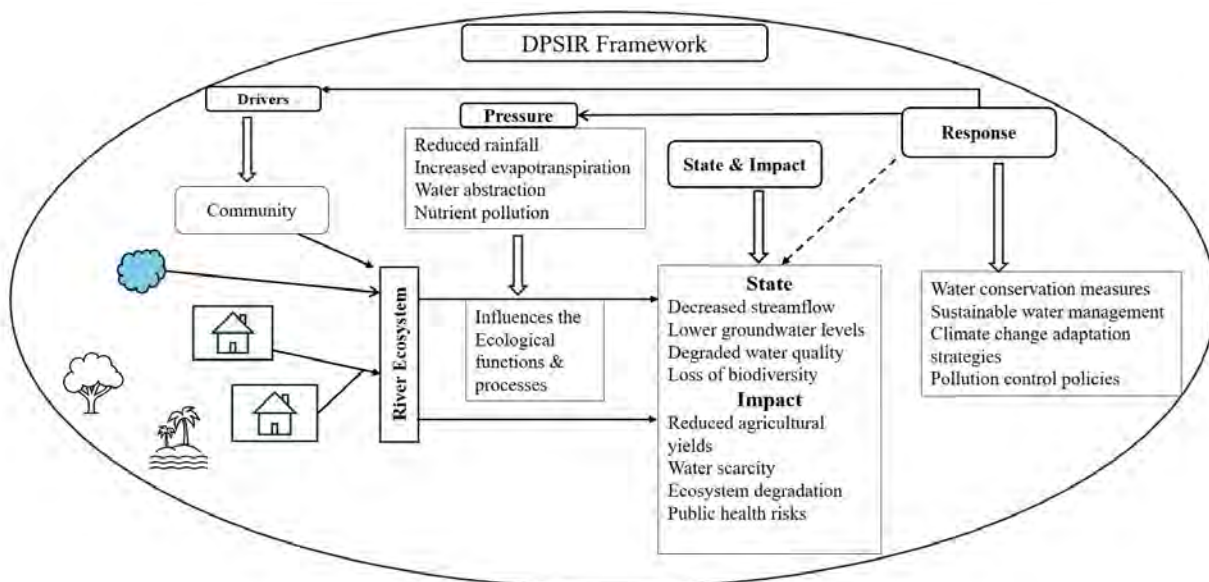 DPSIR Framework
Drivers
Community
Pressure
Reduced rainfall
Increased evapotranspiration
Water abstraction
Nutrient pollution
State & Impact
Response
River Ecosystem
Influences the
Ecological
functions &
processes
State
Decreased streamflow
Lower groundwater levels
Degraded water quality
Loss of biodiversity
Impact
Reduced agricultural
yields
Water scarcity
Ecosystem degradation
Public health risks
Water conservation measures
Sustainable water management
Climate change adaptation
strategies
Pollution control policies